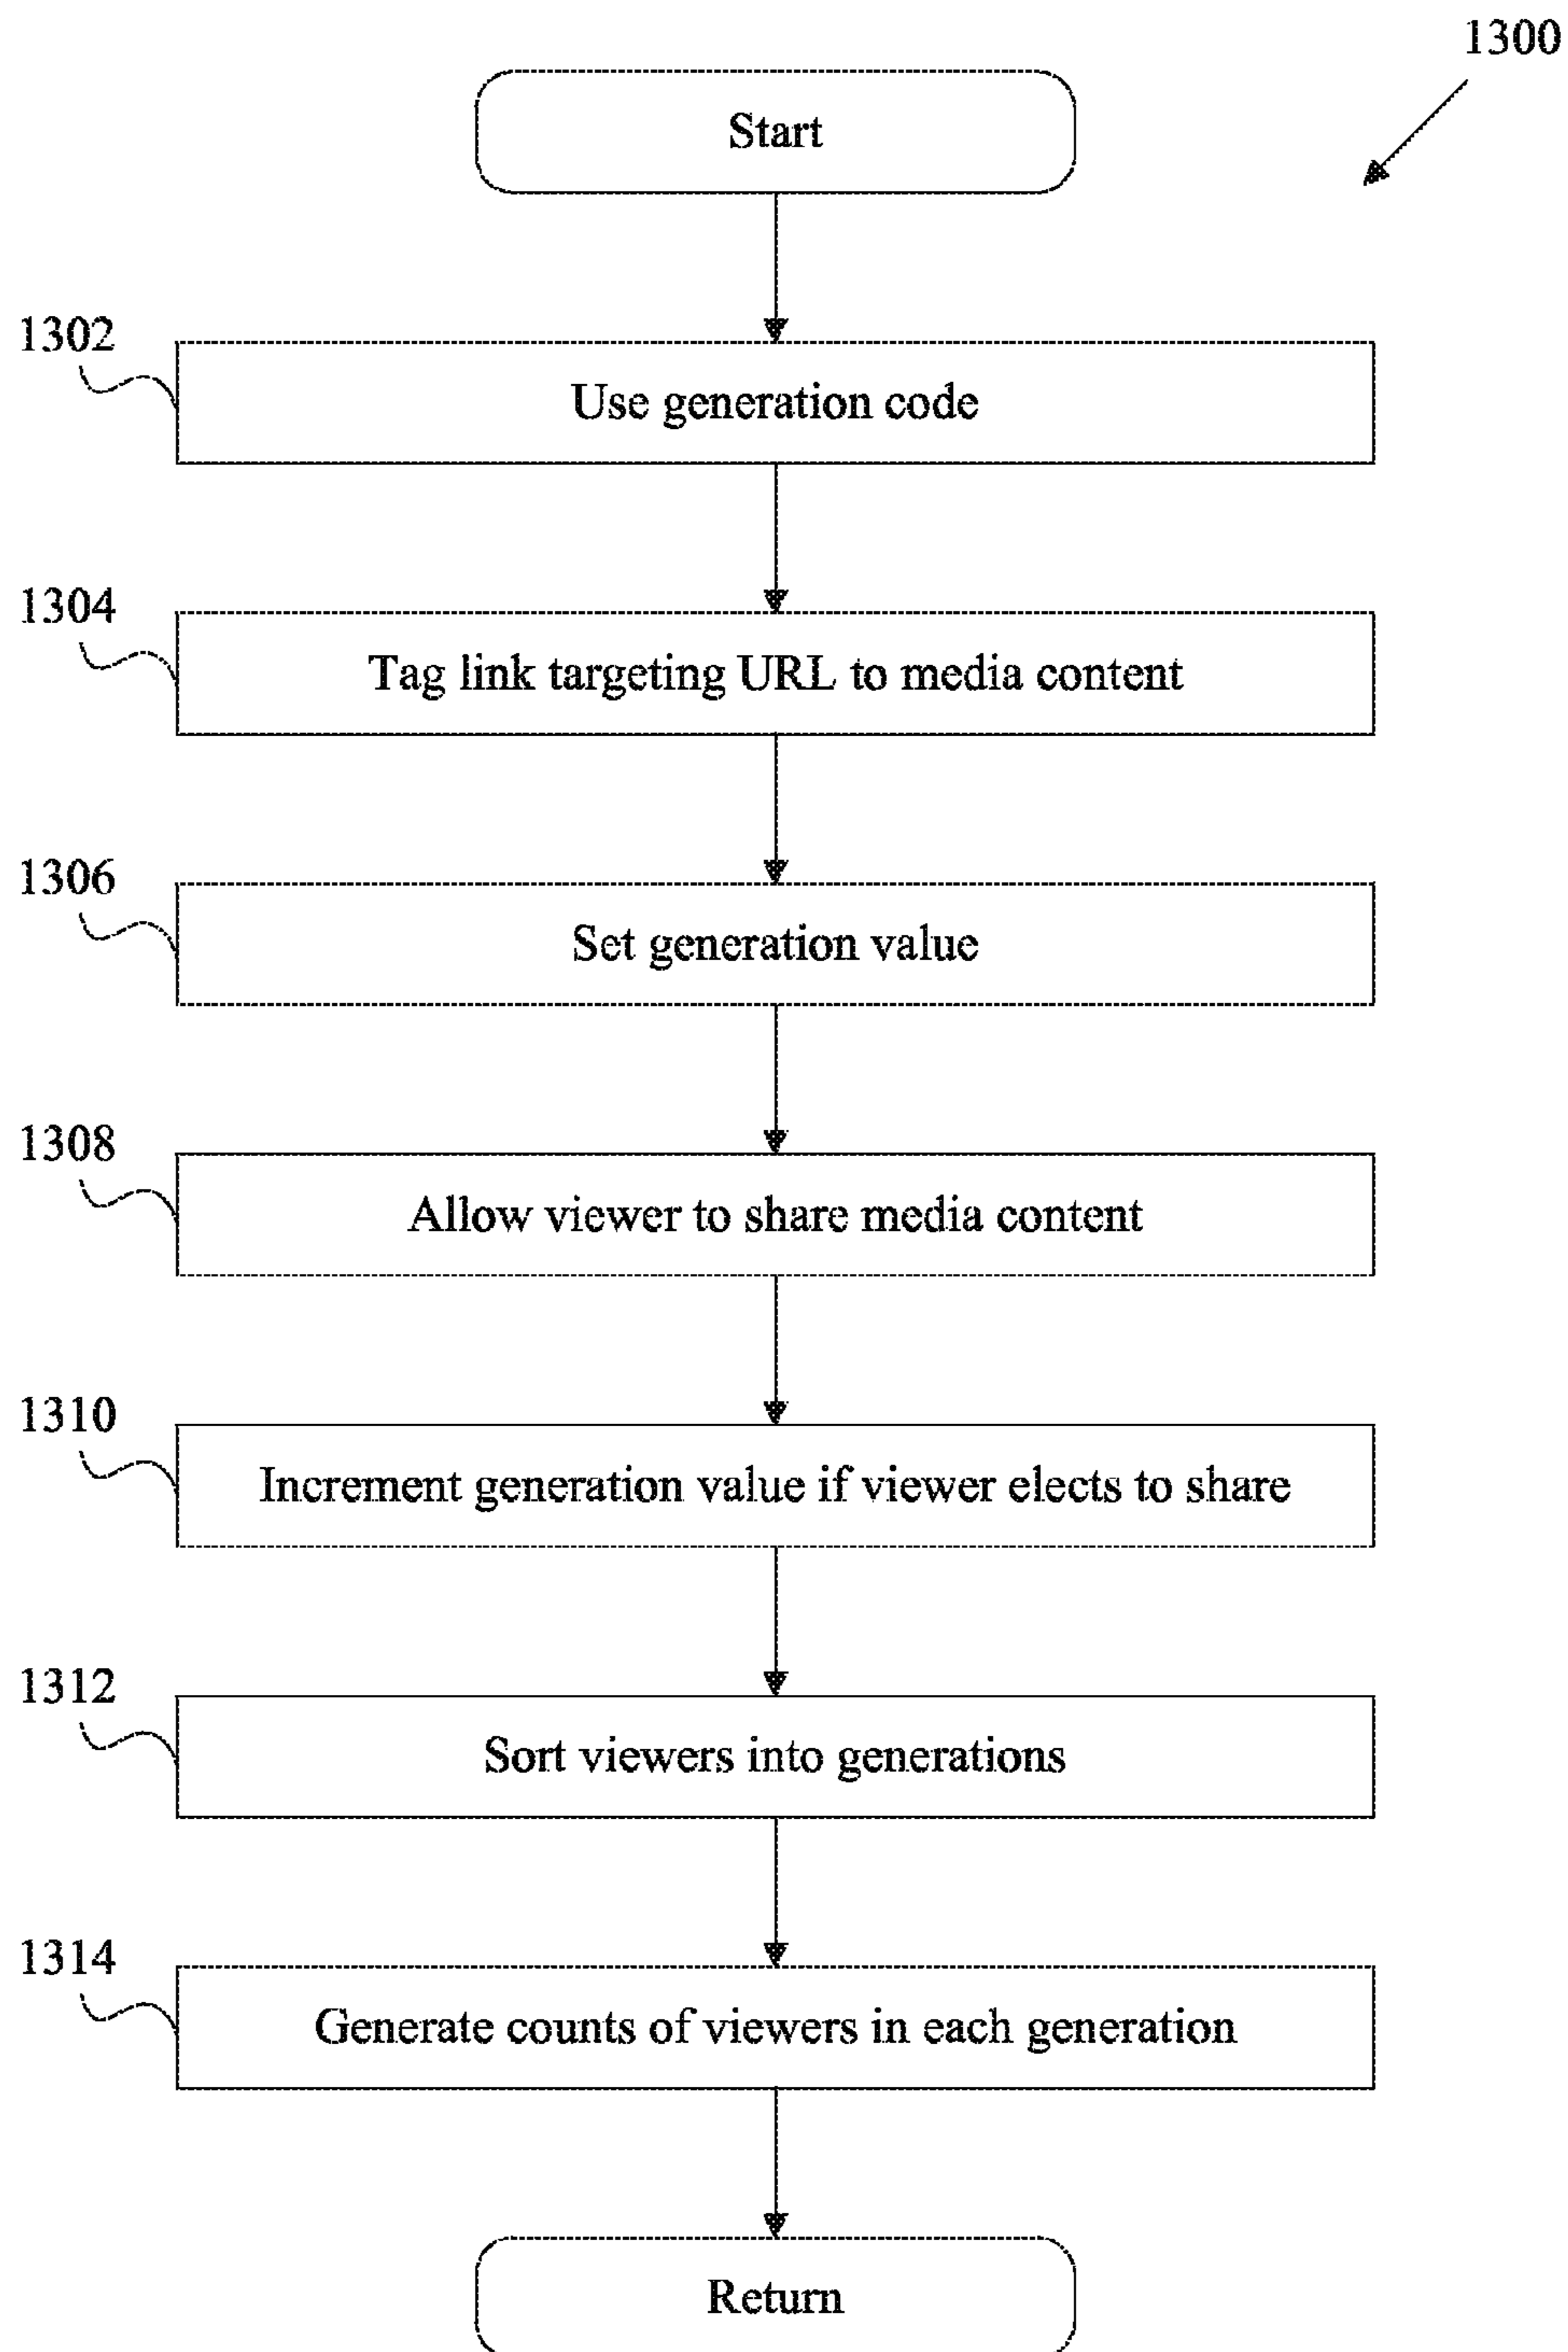 1300
Start
1302
Use generation code
1304
Tag link targeting URL to media content
1306
Set generation value
1308
Allow viewer to share media content
1310
Increment generation value if viewer elects to share
1312
Sort viewers into generations
1314
Generate counts of viewers in each generation
Return